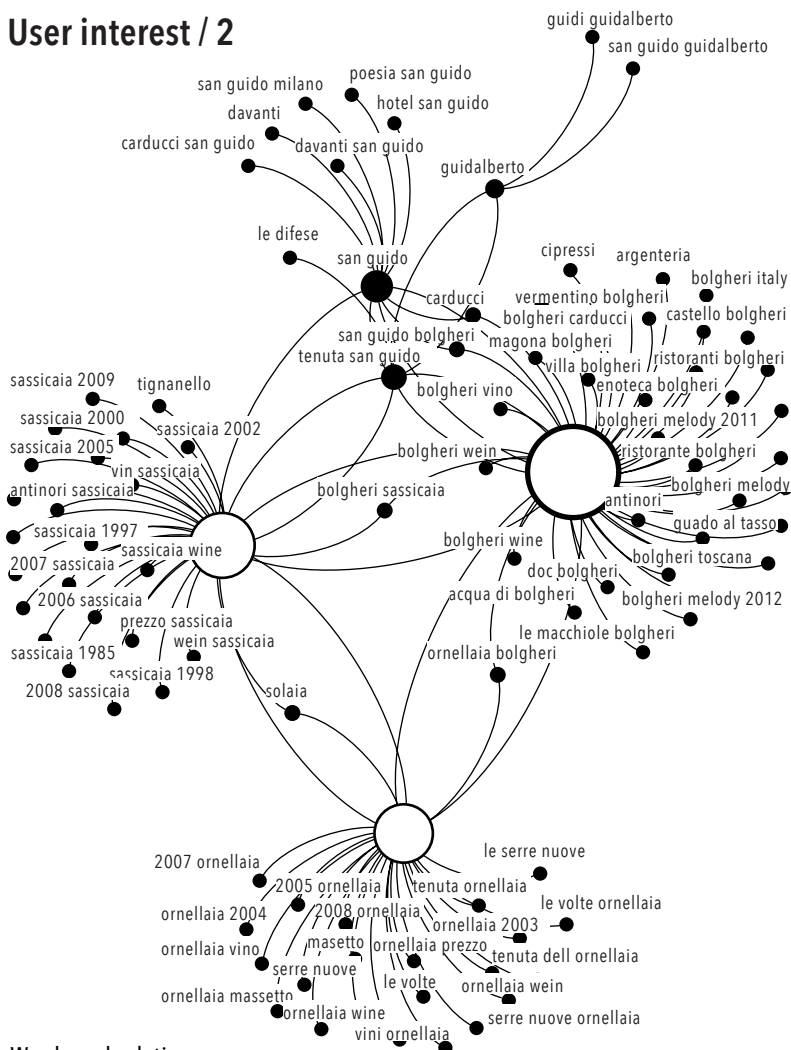 User interest / 2
guidi guidalberto
san guido guidalberto
poesia san guido
san guido milano
hotel san guido
davanti
carducci san guido
davanti san guido
guidalberto
le difese
san guido
cipressi
argenteria
bolgheri italy
carducci
vermentino bolgheri
bolgheri carducci
castello bolgheri
san guido bolgheri
magona bolgheri
tenuta san guido
villa bolgheri
ristoranti bolgheri
sassicaia 2009
tignanello
bolgheri vino
enoteca bolgheri
sassicaia 2000
sassicaia 2002
bolgheri melody 2011
sassicaia 2005
bolgheri wein
ristorante bolgheri
vin sassicaia
antinori sassicaia
bolgheri sassicaia
bolgheri melody
antinori
guado al tasso
sassicaia 1997
sassicaia wine
bolgheri wine
2007 sassicaia
doc bolgheri
bolgheri toscana
2006 sassicaia
acqua di bolgheri
bolgheri melody 2012
prezzo sassicaia
wein sassicaia
le macchiole bolgheri
sassicaia 1985
ornellaia bolgheri
sassicaia 1998
2008 sassicaia
solaia
2007 ornellaia
le serre nuove
2005 ornellaia
tenuta ornellaia
le volte ornellaia
ornellaia 2004
2008 ornellaia
ornellaia 2003
ornellaia vino
masetto
ornellaia prezzo
tenuta dell ornellaia
serre nuove
le volte
ornellaia wein
ornellaia massetto
ornellaia wine
serre nuove ornellaia
vini ornellaia